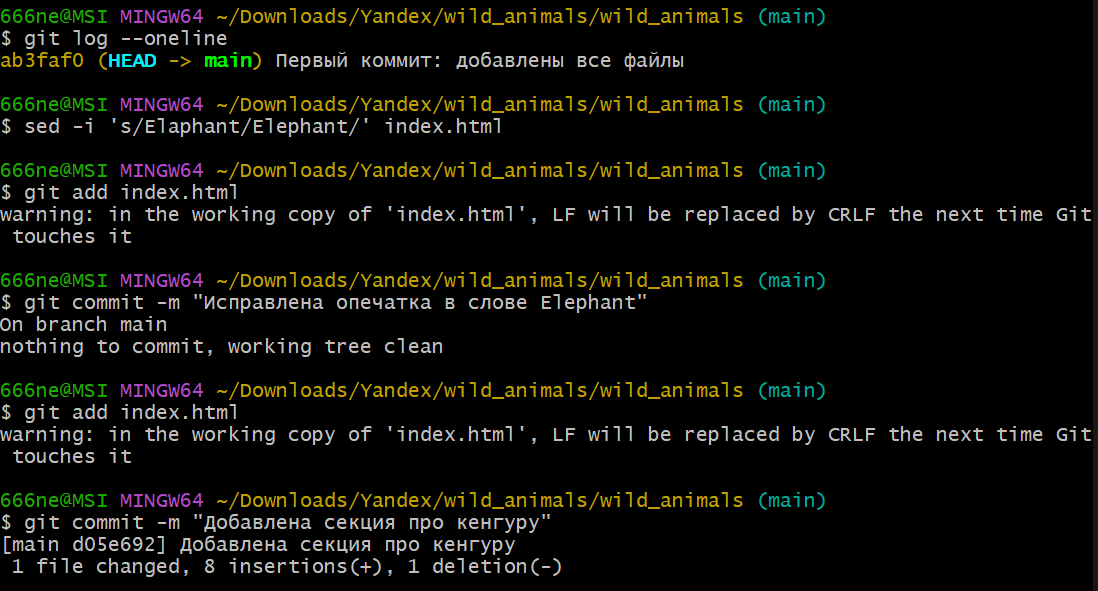 666ne@MSI MINGW64 ~/Downloads/Yandex/wild_animals/wild_animals (main)
$ git log --oneline
ab3faf0 (HEAD -> main) Первый коммит: добавлены все файлы
666ne@MSI MINGW64 ~/Downloads/Yandex/wild_animals/wild_animals (main)
$ sed -i 's/Elaphant/Elephant/' index.html
666ne@MSI MINGW64 ~/Downloads/Yandex/wild_animals/wild_animals (main)
$ git add index.html
warning: in the working copy of 'index.html', LF will be replaced by CRLF the next time Git
 touches it
666ne@MSI MINGW64 ~/Downloads/Yandex/wild_animals/wild_animals (main)
$ git commit -m "Исправлена опечатка в слове Elephant"
On branch main
nothing to commit, working tree clean
666ne@MSI MINGW64 ~/Downloads/Yandex/wild_animals/wild_animals (main)
$ git add index.html
warning: in the working copy of 'index.html', LF will be replaced by CRLF the next time Git
 touches it
666ne@MSI MINGW64 ~/Downloads/Yandex/wild_animals/wild_animals (main)
$ git commit -m "Добавлена секция про кенгуру"
[main d05e692] Добавлена секция про кенгуру
 1 file changed, 8 insertions(+), 1 deletion(-)